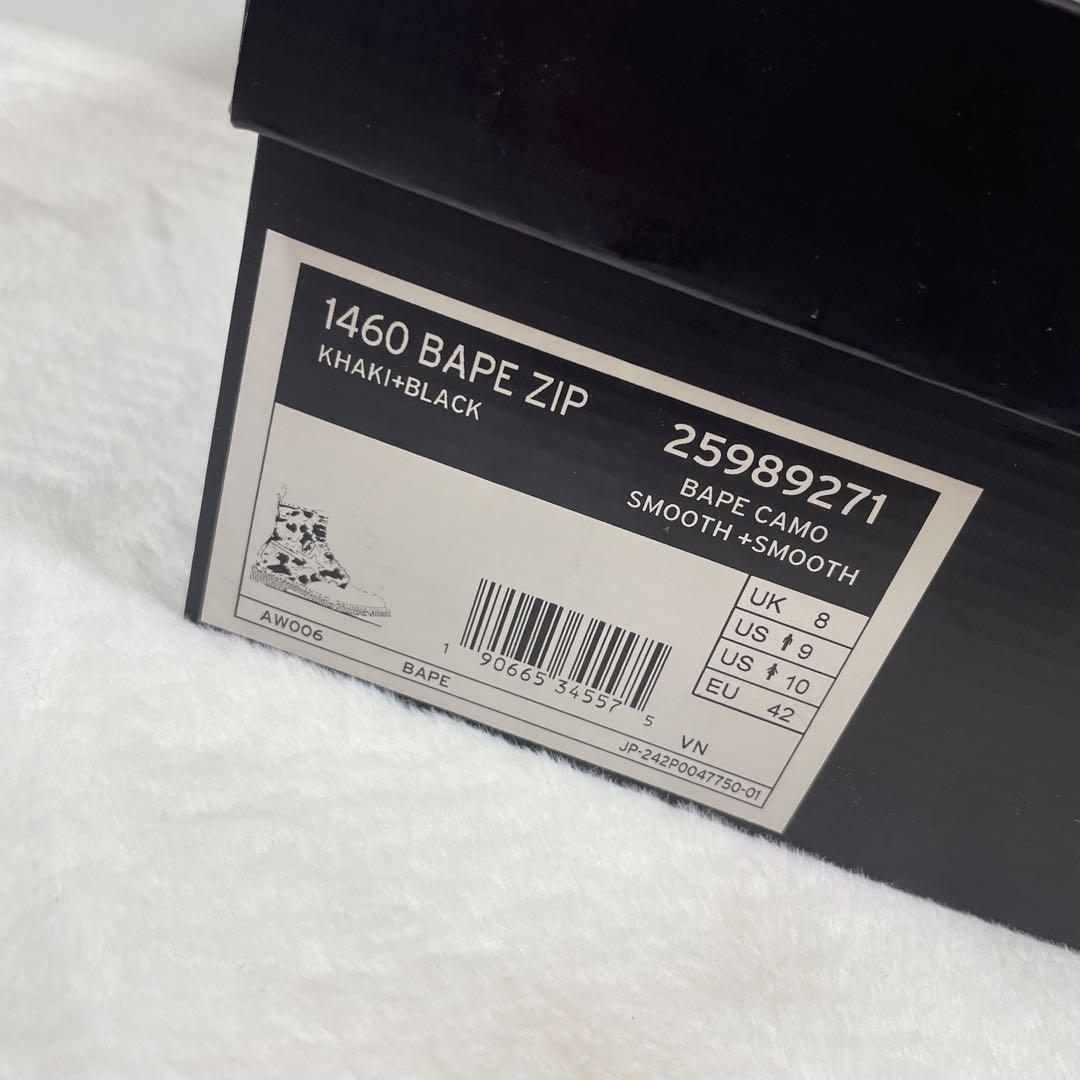 1460 BAPE ZIP
KHAKI+BLACK
25989271
BAPE CAMO
SMOOTH +SMOOTH
UK 8
US 9
US 10
EU 42
1 90665 34557 5
AW006
BAPE
VN
JP-242P0047750-01